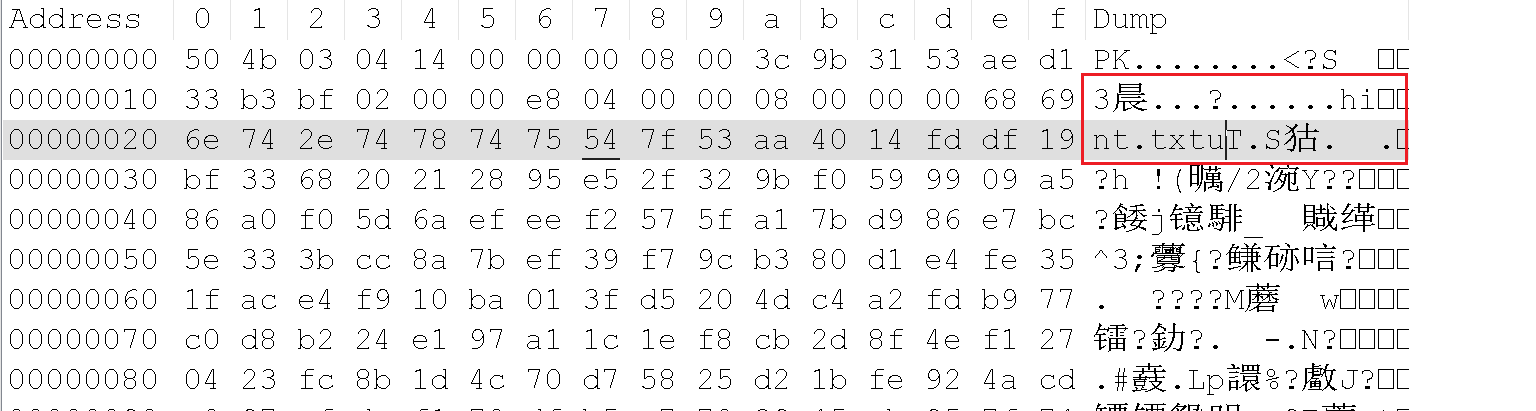 Address 0 1 2 3 4 5 6 7 8 9 a b c d e f Dump
00000000 50 4b 03 04 14 00 00 00 08 00 3c 9b 31 53 ae d1 PK........<?S □□
00000010 33 b3 bf 02 00 00 e8 04 00 00 08 00 00 00 68 69 3晨...?......hi□□
00000020 6e 74 2e 74 78 74 75 54 7f 53 aa 40 14 fd df 19 nt.txtuT.S狜. .□
00000030 bf 33 68 20 21 28 95 e5 2f 32 9b f0 59 99 09 a5 ?h !(曞/2涴Y??□□□
00000040 86 a0 f0 5d 6a ef ee f2 57 5f a1 7b d9 86 e7 bc ?餧j镱騑_ 賊缂□□
00000050 5e 33 3b cc 8a 7b ef 39 f7 9c b3 80 d1 e4 fe 35 ^3;虋{?鳒硛唁?□□□
00000060 1f ac e4 f9 10 ba 01 3f d5 20 4d c4 a2 fd b9 77 . ????M蘑 w□□□□
00000070 c0 d8 b2 24 e1 97 a1 1c 1e f8 cb 2d 8f 4e f1 27 镭?釛?. -.N?□□□□
00000080 04 23 fc 8b 1d 4c 70 d7 58 25 d2 1b fe 92 4a cd .#鼖.Lp譞%?鎻J?□□